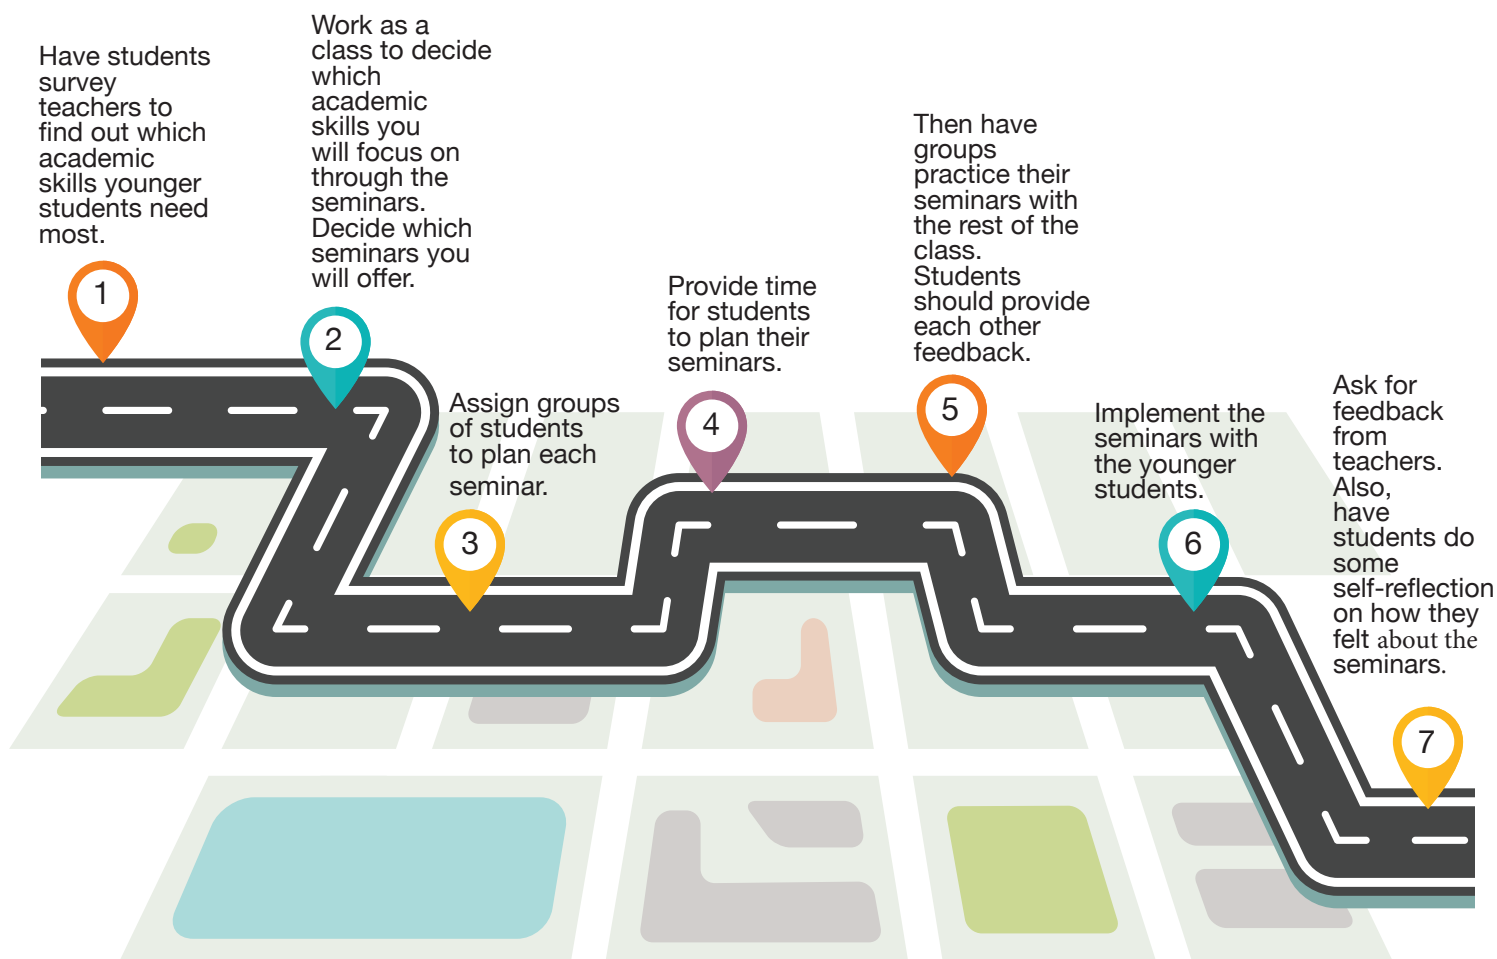 Have students
survey
teachers to
find out which
academic
skills younger
students need
most.
1
Work as a
class to decide
which
academic
skills you
will focus on
through the
seminars.
Decide which
seminars you
will offer.
2
Assign groups
of students
to plan each
seminar.
3
Provide time
for students
to plan their
seminars.
4
Then have
groups
practice their
seminars with
the rest of the
class.
Students
should provide
each other
feedback.
5
Implement the
seminars with
the younger
students.
6
Ask for
feedback
from
teachers.
Also,
have
students do
some
self-reflection
on how they
felt about the
seminars.
7